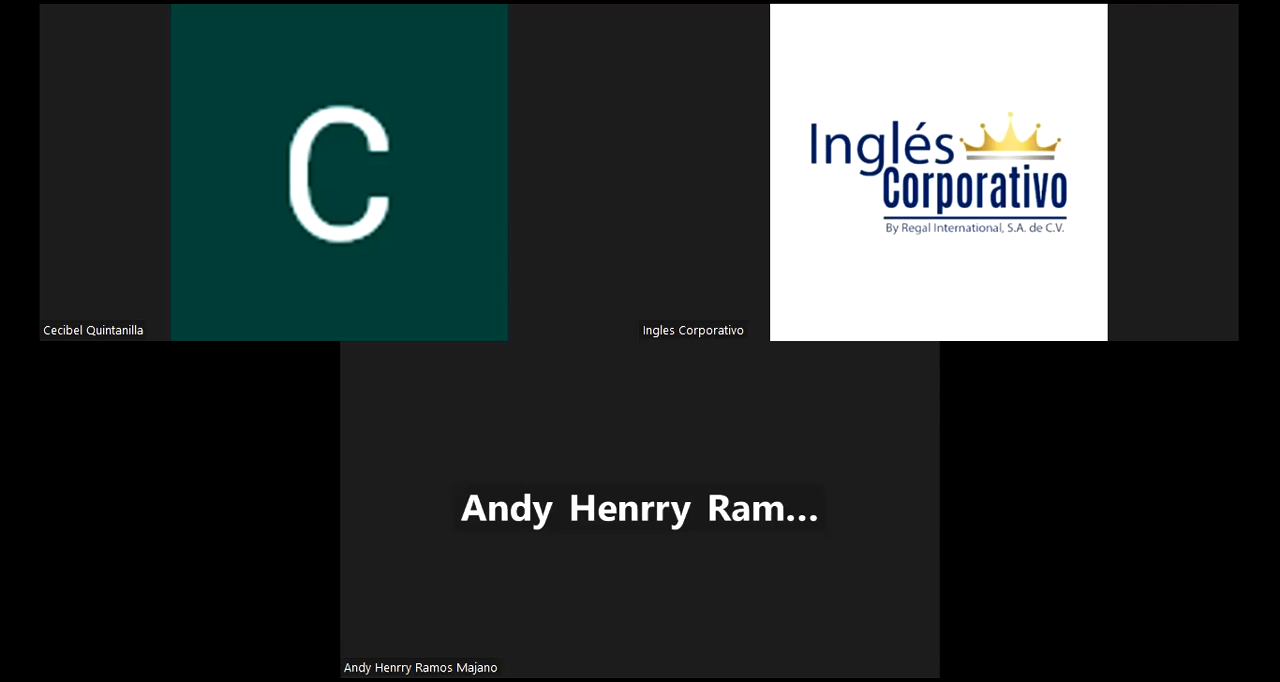 C
Inglés
Corporativo
By Regal International, S.A. de C.V.
Cecibel Quintanilla
Ingles Corporativo
Andy Henrry Ram...
Andy Henrry Ramos Majano